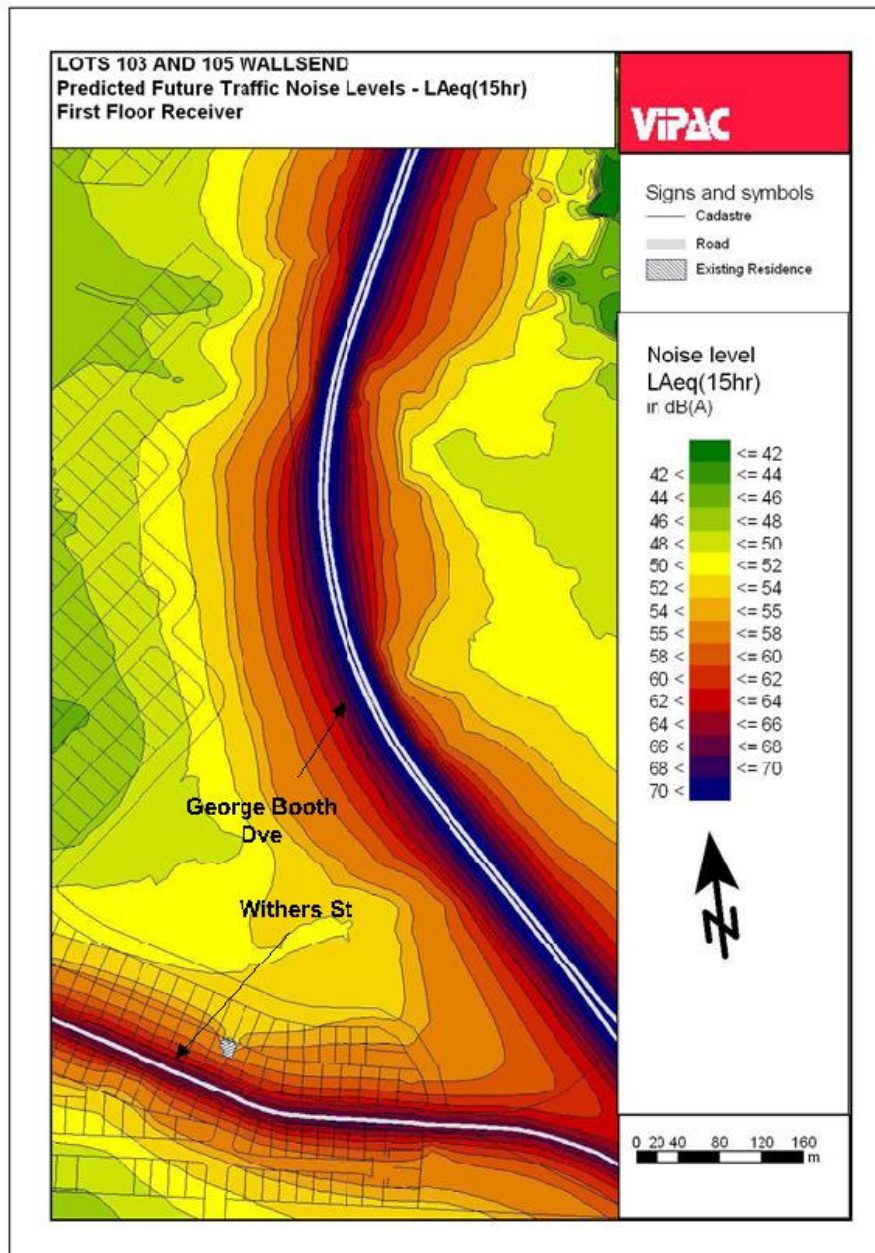 LOTS 103 AND 105 WALLSEND
Predicted Future Traffic Noise Levels - LAeq(15hr)
First Floor Receiver
VIPAC
Signs and symbols
Cadastre
Road
Existing Residence
Noise level
LAeq(15hr)
in dB(A)
<= 42
42 < <= 44
44 < <= 46
46 < <= 48
48 < <= 50
50 < <= 52
52 < <= 54
54 < <= 55
55 < <= 58
58 < <= 60
60 < <= 62
62 < <= 64
64 < <= 66
66 < <= 68
68 < <= 70
70 <
George Booth
Dve
Withers St
N
0 20 40 80 120 160
m